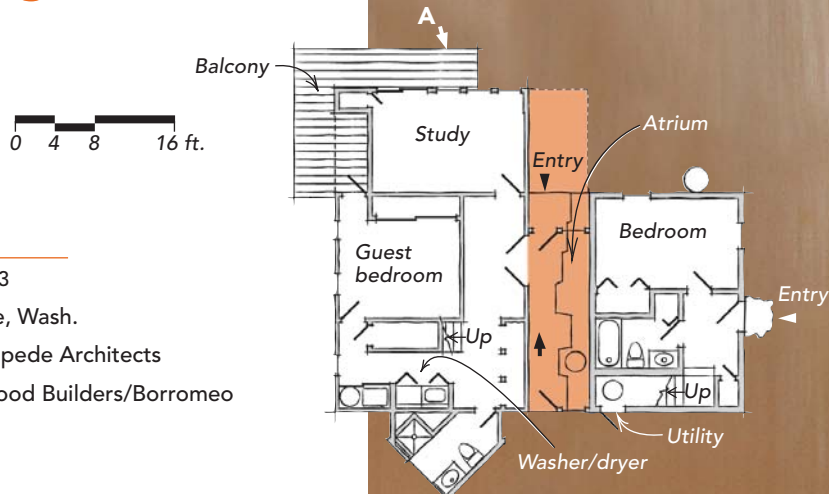 A
Balcony
0 4 8 16 ft.
Study
Atrium
Entry
Bedroom
Guest
bedroom
Entry
3
e, Wash.
Up
pede Architects
ood Builders/Borromeo
Up
Utility
Washer/dryer